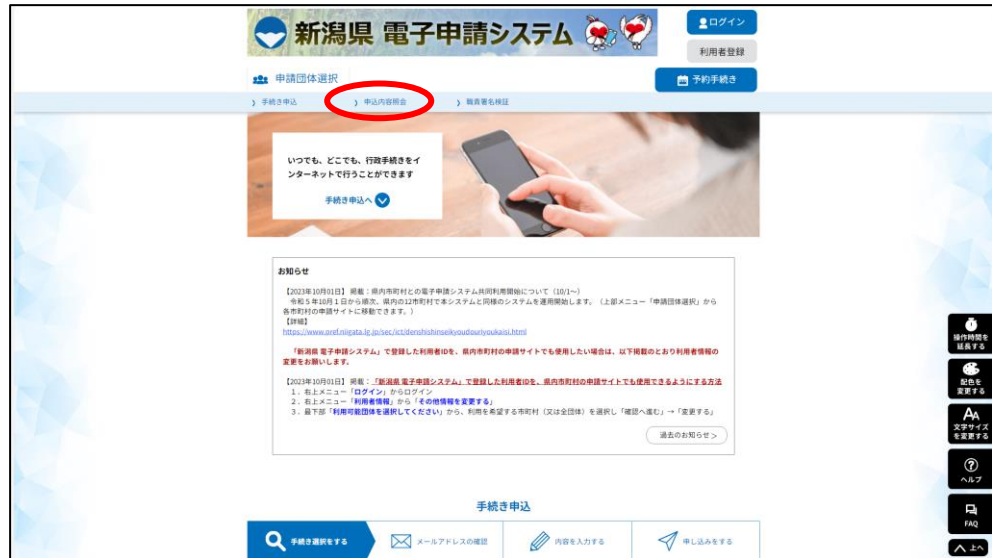 新潟県 電子申請システム
ログイン
利用者登録
申請団体選択
予約手続き
手続き申込
申込内容照会
職責署名検証
いつでも、どこでも、行政手続きをイ
ンターネットで行うことができます
手続き申込へ
お知らせ
【2023年10月01日】 掲載：県内市町村との電子申請システム共同利用開始について（10/1～）
令和５年10月１日から順次、県内の12市町村で本システムと同様のシステムを運用開始します。（上部メニュー「申請団体選択」から
各市町村の申請サイトに移動できます。）
【詳細】
https://www.pref.niigata.lg.jp/sec/ict/denshishinseikyoudouriyoukaisi.html
「新潟県 電子申請システム」で登録した利用者IDを、県内市町村の申請サイトでも使用したい場合は、以下掲載のとおり利用者情報の
変更をお願いします。
【2023年10月01日】 掲載：「新潟県 電子申請システム」で登録した利用者IDを、県内市町村の申請サイトでも使用できるようにする方法
１．右上メニュー「ログイン」からログイン
２．右上メニュー「利用者情報」から「その他情報を変更する」
３．最下部「利用可能団体を選択してください」から、利用を希望する市町村（又は全団体）を選択し「確認へ進む」→「変更する」
過去のお知らせ＞
手続き申込
手続き選択をする
メールアドレスの確認
内容を入力する
申し込みをする
操作時間を
延長する
配色を
変更する
AA
文字サイズ
を変更する
?
ヘルプ
FAQ
上へ